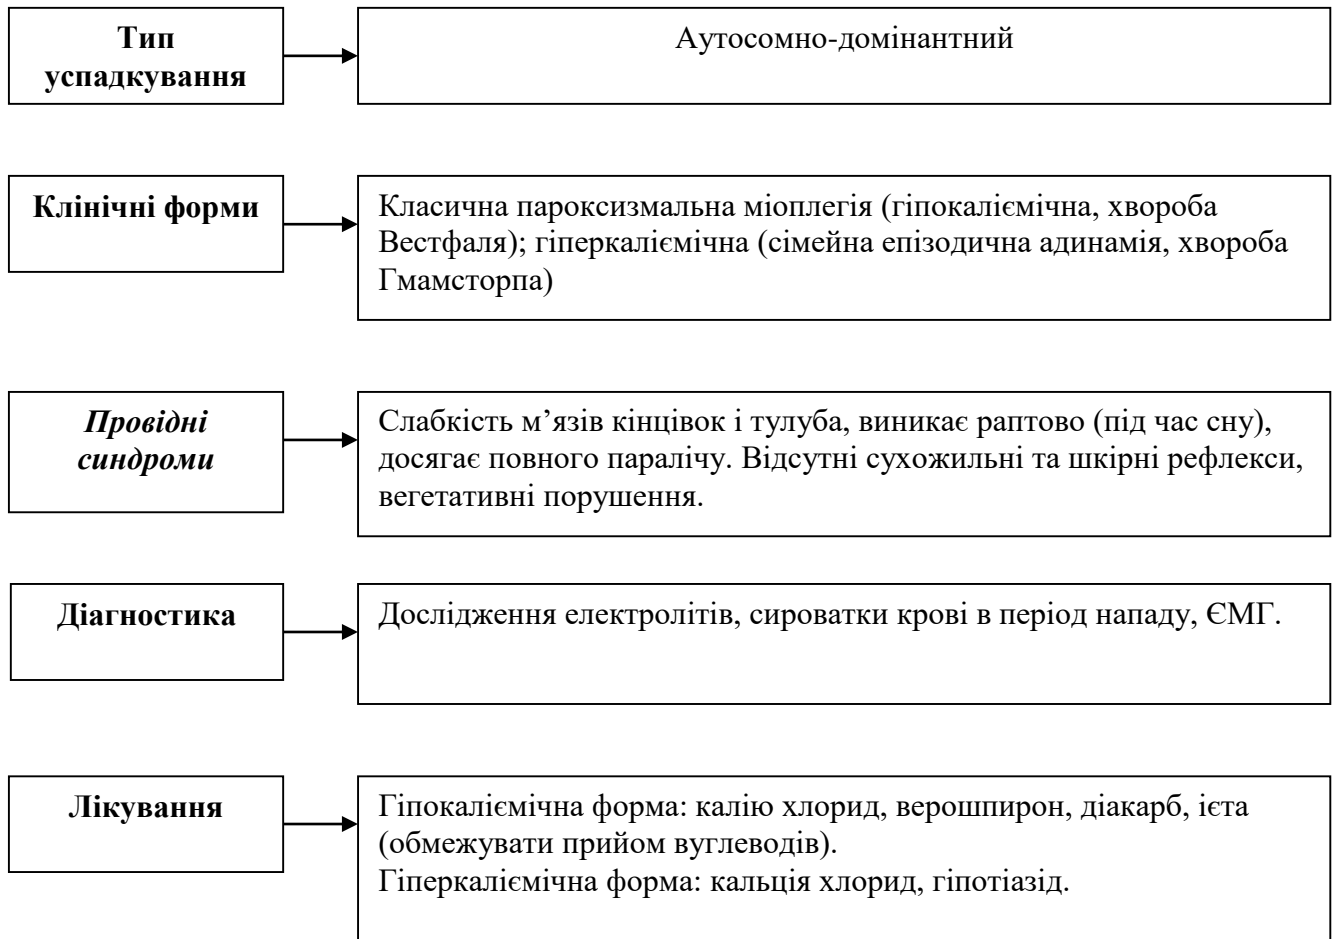 Тип
успадкування
Аутосомно-домінантний
Клінічні форми
Класична пароксизмальна міоплегія (гіпокаліємічна, хвороба
Вестфаля); гіперкаліємічна (сімейна епізодична адинамія, хвороба
Гмамсторпа)
Провідні
синдроми
Слабкість м’язів кінцівок і тулуба, виникає раптово (під час сну),
досягає повного паралічу. Відсутні сухожильні та шкірні рефлекси,
вегетативні порушення.
Діагностика
Дослідження електролітів, сироватки крові в період нападу, ЄМГ.
Лікування
Гіпокаліємічна форма: калію хлорид, верошпирон, діакарб, ієта
(обмежувати прийом вуглеводів).
Гіперкаліємічна форма: кальція хлорид, гіпотіазід.